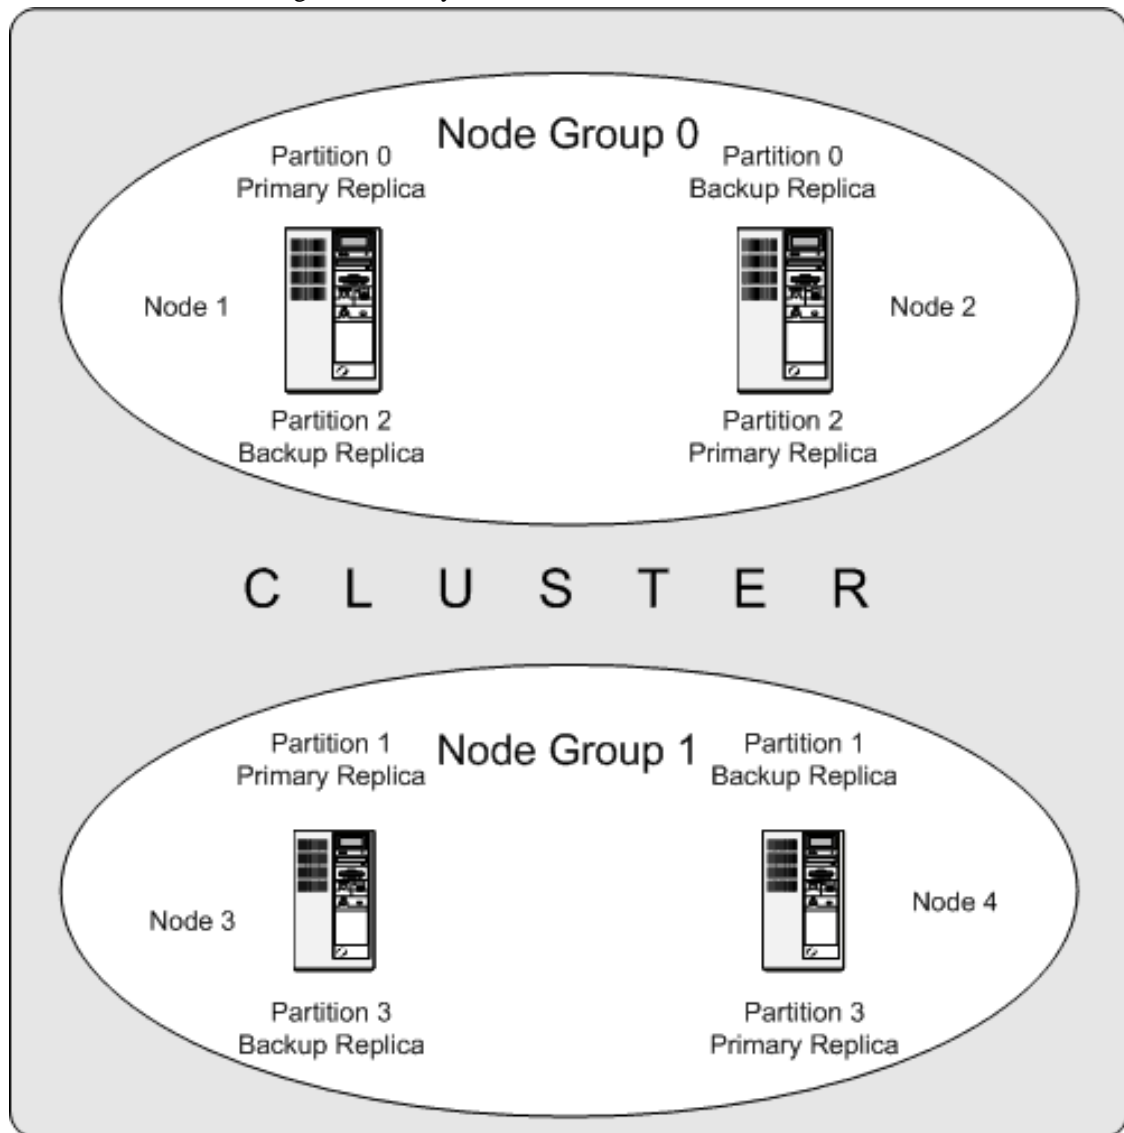 Node Group 0
Partition 0
Primary Replica
Partition 0
Backup Replica
Node 1
Node 2
Partition 2
Backup Replica
Partition 2
Primary Replica
C L U S T E R
Node Group 1
Partition 1
Primary Replica
Partition 1
Backup Replica
Node 3
Node 4
Partition 3
Backup Replica
Partition 3
Primary Replica